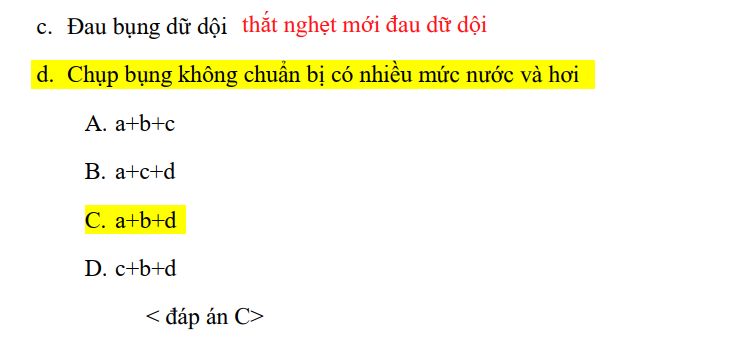 c. Đau bụng dữ dội thắt nghẹt mới đau dữ dội
d. Chụp bụng không chuẩn bị có nhiều mức nước và hơi
A. a+b+c
B. a+c+d
C. a+b+d
D. c+b+d
< đáp án C>